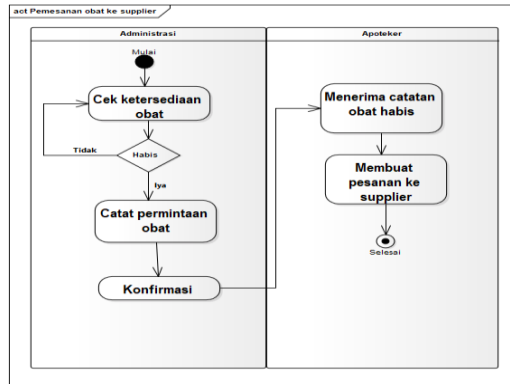 act Pemesanan obat ke supplier
Administrasi
Apoteker
Mulai
Cek ketersediaan
obat
Tidak
Habis
Iya
Catat permintaan
obat
Konfirmasi
Menerima catatan
obat habis
Membuat
pesanan ke
supplier
Selesai